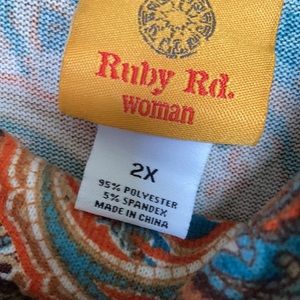 Ruby Rd.
woman
2X
95% POLYESTER
5% SPANDEX
MADE IN CHINA